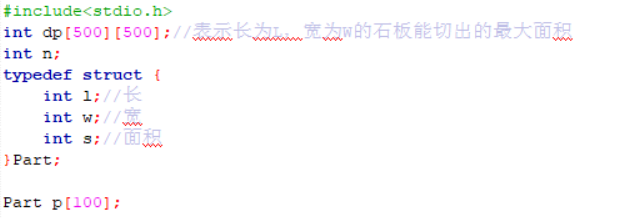 #include<stdio.h>
int dp[500][500];//表示长为L、宽为W的石板能切出的最大面积
int n;
typedef struct {
int l;//长
int w;//宽
int s;//面积
}Part;
Part p[100];